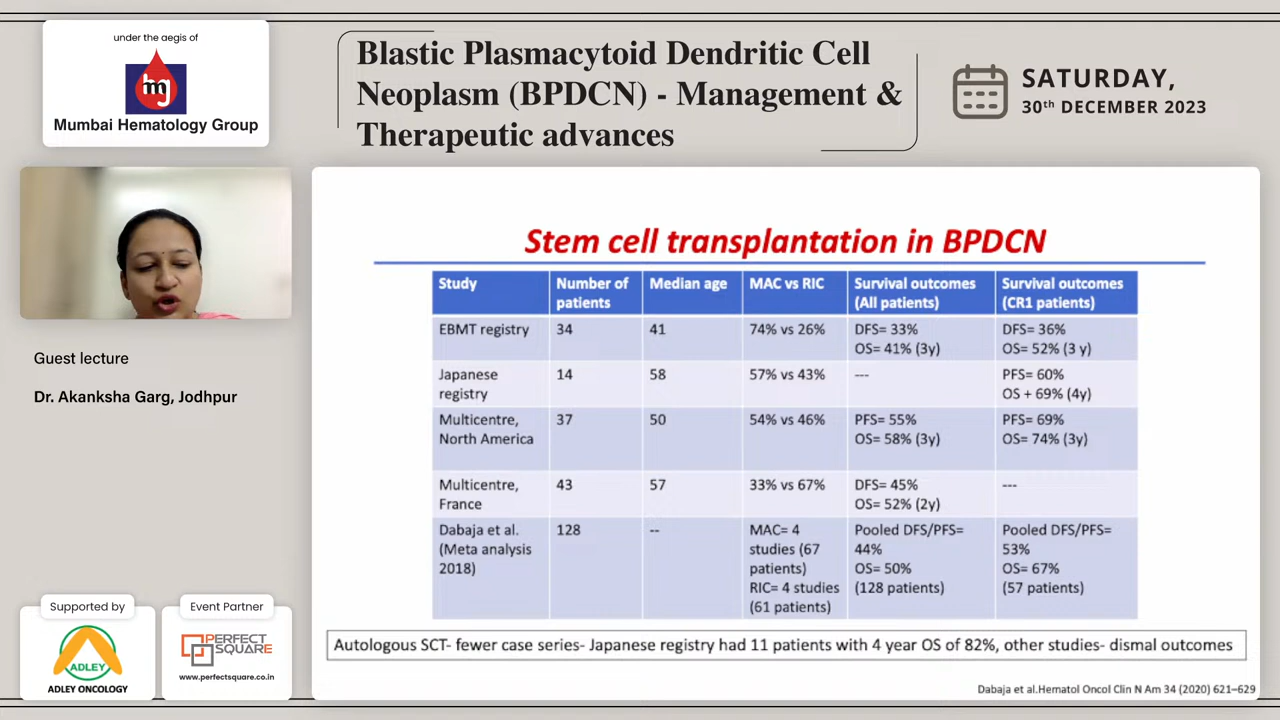 under the aegis of
hg
Mumbai Hematology Group
Blastic Plasmacytoid Dendritic Cell
Neoplasm (BPDCN) - Management &
Therapeutic advances
SATURDAY,
30th DECEMBER 2023
Guest lecture
Dr. Akanksha Garg, Jodhpur
Stem cell transplantation in BPDCN
Study Number of patients Median age MAC vs RIC Survival outcomes (All patients) Survival outcomes (CR1 patients)
EBMT registry 34 41 74% vs 26% DFS= 33% OS= 41% (3y) DFS= 36% OS= 52% (3 y)
Japanese registry 14 58 57% vs 43% --- PFS= 60% OS + 69% (4y)
Multicentre, North America 37 50 54% vs 46% PFS= 55% OS= 58% (3y) PFS= 69% OS= 74% (3y)
Multicentre, France 43 57 33% vs 67% DFS= 45% OS= 52% (2y) ---
Dabaja et al. (Meta analysis 2018) 128 -- MAC= 4 studies (67 patients) RIC= 4 studies (61 patients) Pooled DFS/PFS= 44% OS= 50% (128 patients) Pooled DFS/PFS= 53% OS= 67% (57 patients)
Autologous SCT- fewer case series- Japanese registry had 11 patients with 4 year OS of 82%, other studies- dismal outcomes
Dabaja et al.Hematol Oncol Clin N Am 34 (2020) 621–629
Supported by
ADLEY
ADLEY ONCOLOGY
Event Partner
PERFECT
SQUARE
www.perfectsquare.co.in